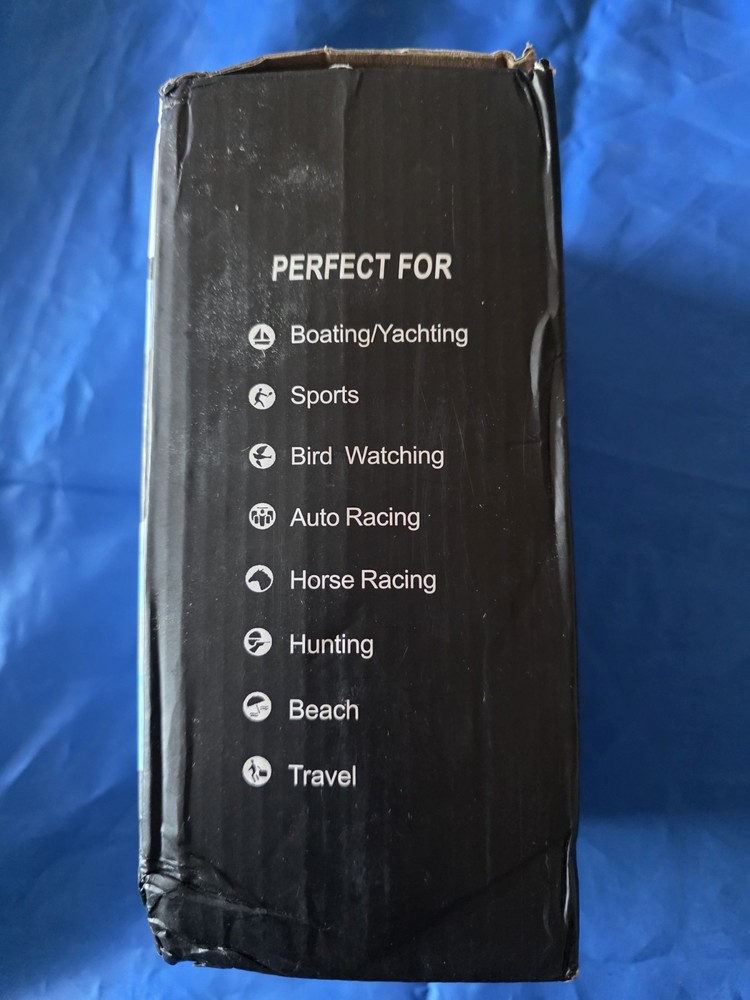 PERFECT FOR
Boating/Yachting
Sports
Bird Watching
Auto Racing
Horse Racing
Hunting
Beach
Travel